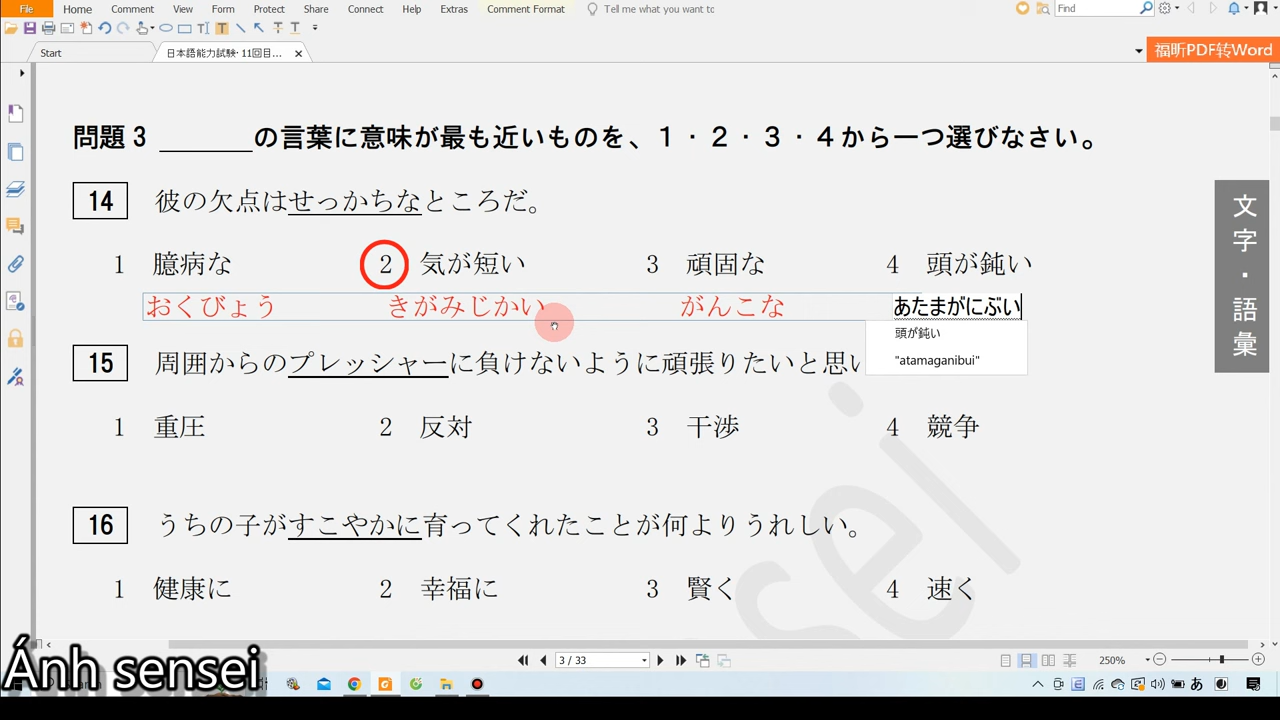 File Home Comment View Form Protect Share Connect Help Extras Comment Format Tell me what you want to Find
Start 日本語能力試験· 11回目...
福昕PDF转Word
問題3 ______の言葉に意味が最も近いものを、1・2・3・4から一つ選びなさい。
14 彼の欠点はせっかちなところだ。
1 臆病な 2 気が短い 3 頑固な 4 頭が鈍い
おくびょう きがみじかい がんこな あたまがにぶい
頭が鈍い
"atamaganibui"
15 周囲からのプレッシャーに負けないように頑張りたいと思い
1 重圧 2 反対 3 干渉 4 競争
16 うちの子がすこやかに育ってくれたことが何よりうれしい。
1 健康に 2 幸福に 3 賢く 4 速く
文字・語彙
sei
Ánh sensei
3 / 33
250%
あ